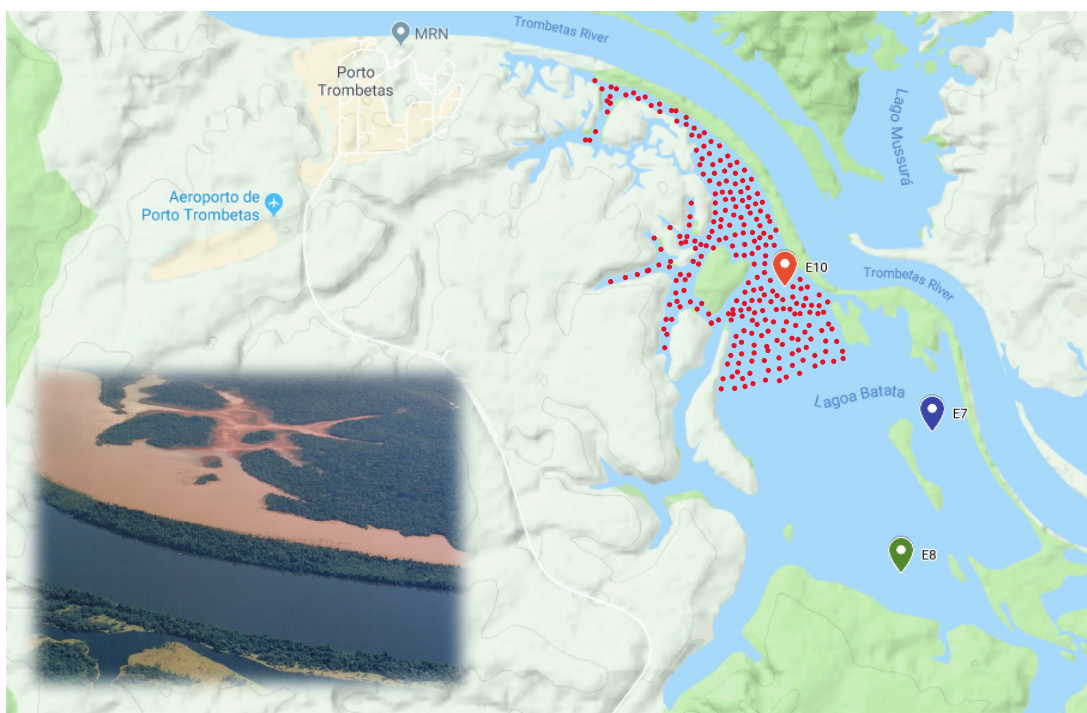 Trombetas River
MRN
Porto
Trombetas
Lago Mussurá
Aeroporto de
Porto Trombetas
E10
Trombetas River
Lagoa Batata
E7
E8